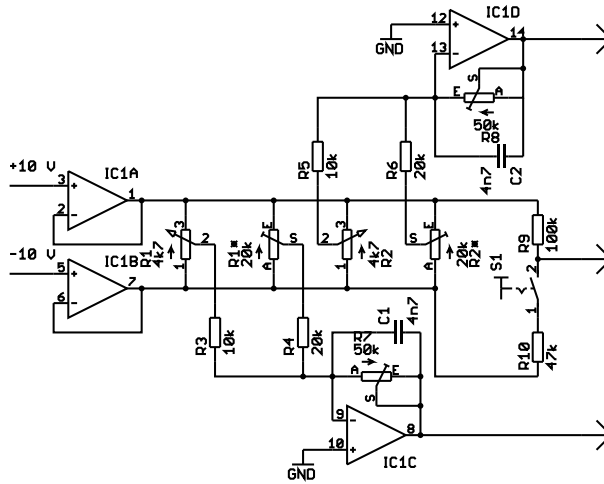 IC1D
12
14
GND
13
S
E
A
50k
R8
R5
10k
R6
20k
4n7
C2
+10 V
3
IC1A
1
2
-10 V
5
IC1B
7
6
R1
4k7
3
2
1
R1*
20k
E
S
A
3
2
1
4k7
R2
E
S
A
20k
R2*
R9
100k
S1
2
1
R10
47k
R3
10k
R4
20k
C1
4n7
R7
50k
A
E
S
9
8
10
GND
IC1C